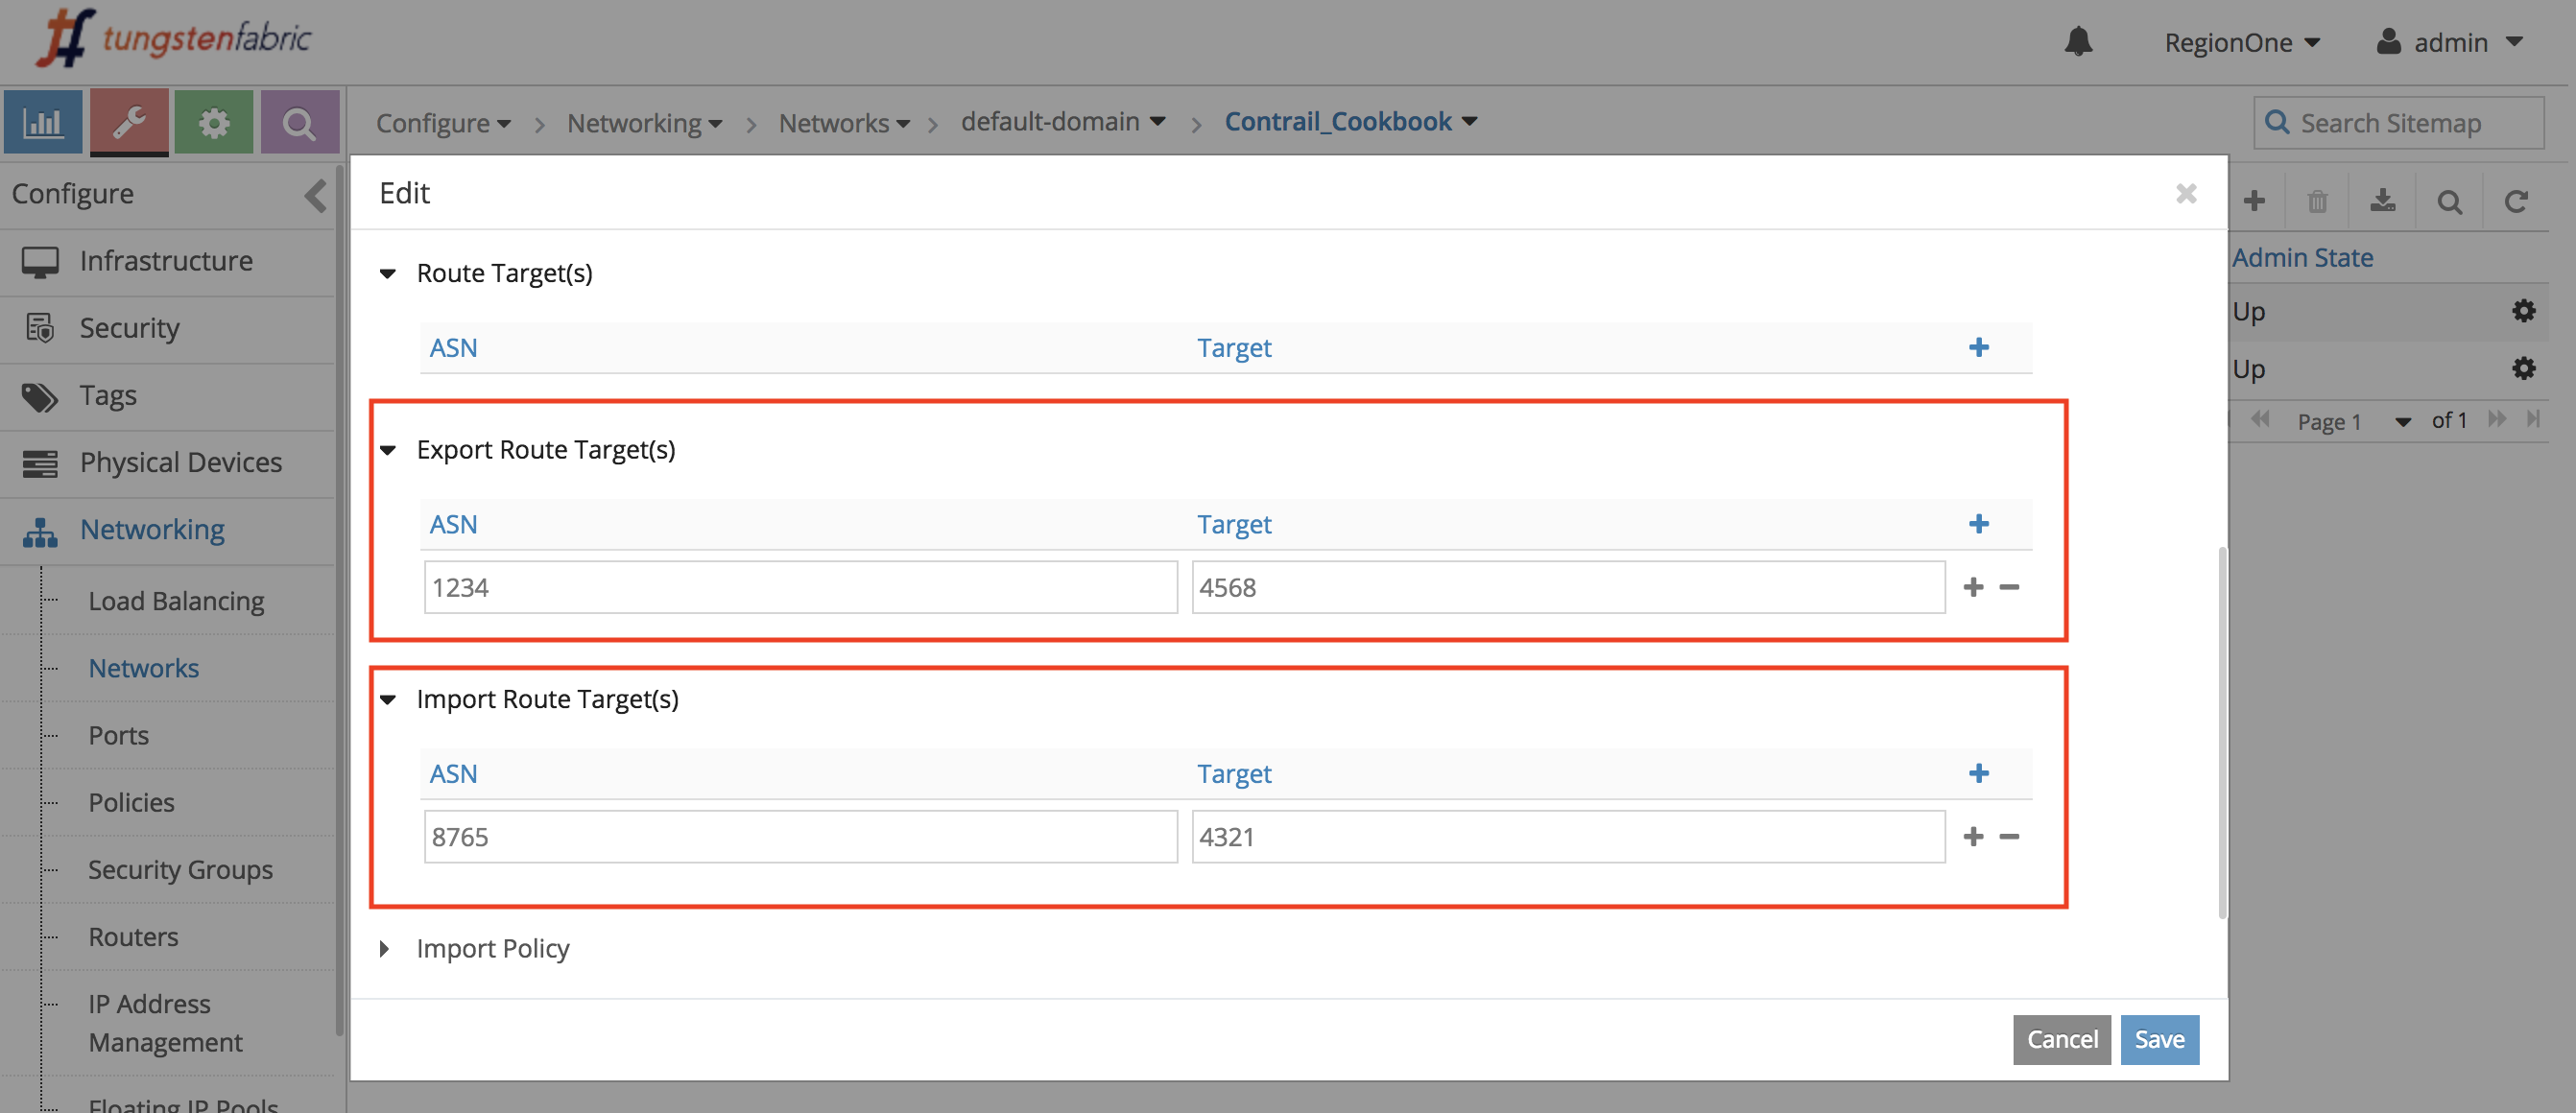 tungstenfabric
RegionOne
admin
Configure
Networking
Networks
default-domain
Contrail_Cookbook
Search Sitemap
Configure
Infrastructure
Security
Tags
Physical Devices
Networking
Load Balancing
Networks
Ports
Policies
Security Groups
Routers
IP Address
Management
Floating IP Pools
Edit
Route Target(s)
ASN Target
Export Route Target(s)
ASN Target
1234 4568
Import Route Target(s)
ASN Target
8765 4321
Import Policy
Cancel Save
Admin State
Up
Up
Page 1 of 1